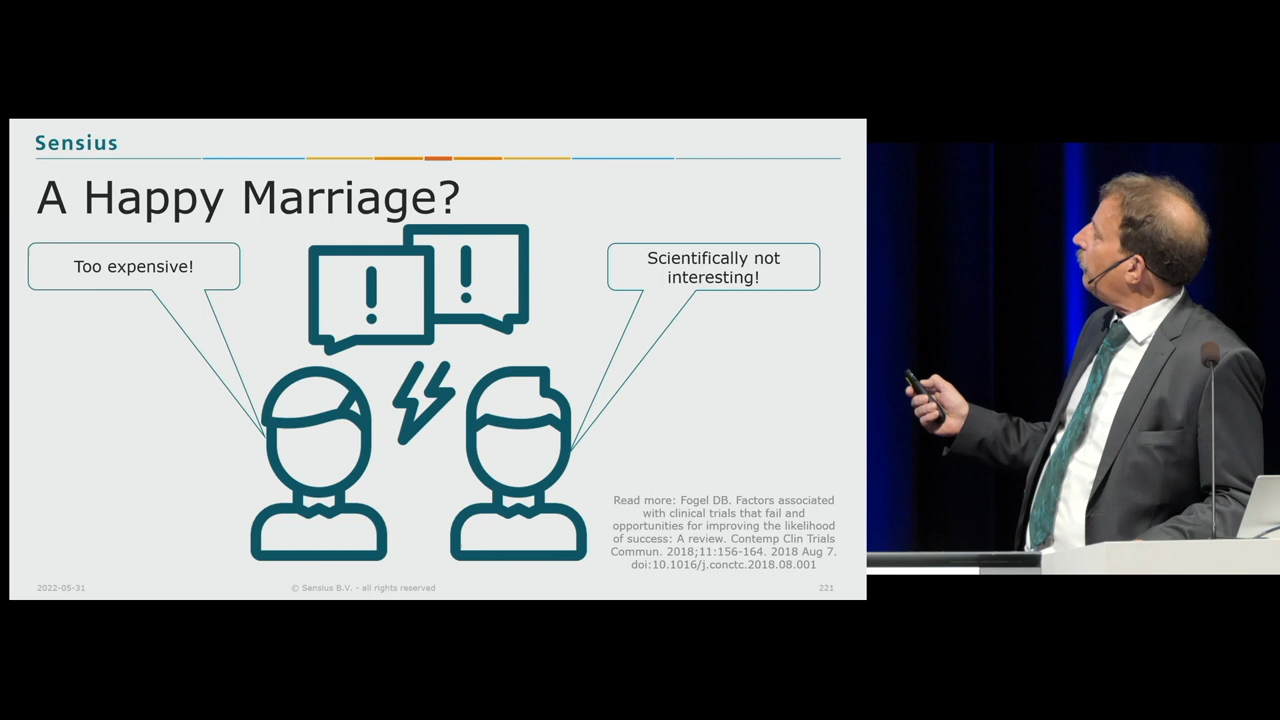 Sensius
A Happy Marriage?
Too expensive!
Scientifically not
interesting!
Read more: Fogel DB. Factors associated
with clinical trials that fail and
opportunities for improving the likelihood
of success: A review. Contemp Clin Trials
Commun. 2018;11:156-164. 2018 Aug 7.
doi:10.1016/j.conctc.2018.08.001
2022-05-31
© Sensius B.V. - all rights reserved
221